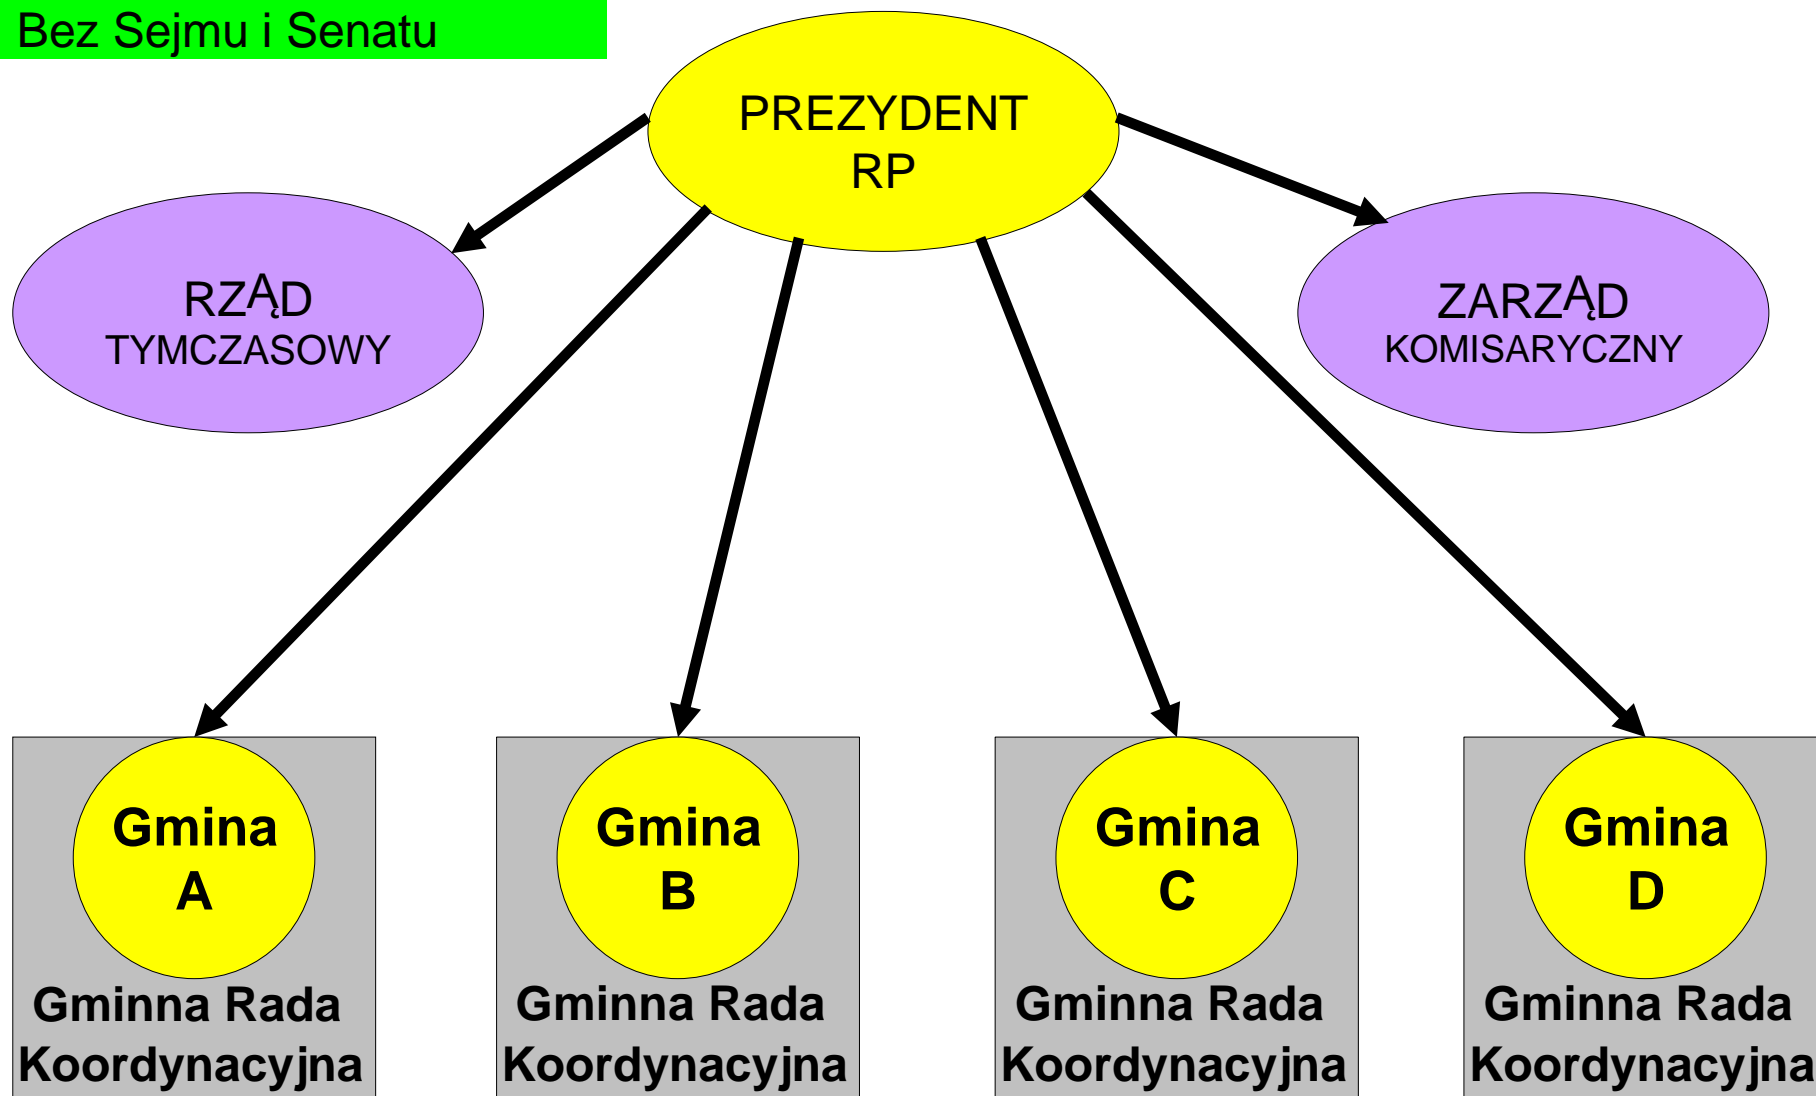 Bez Sejmu i Senatu
PREZYDENT
RP
RZĄD
TYMCZASOWY
ZARZĄD
KOMISARYCZNY
Gmina
A
Gminna Rada
Koordynacyjna
Gmina
B
Gminna Rada
Koordynacyjna
Gmina
C
Gminna Rada
Koordynacyjna
Gmina
D
Gminna Rada
Koordynacyjna